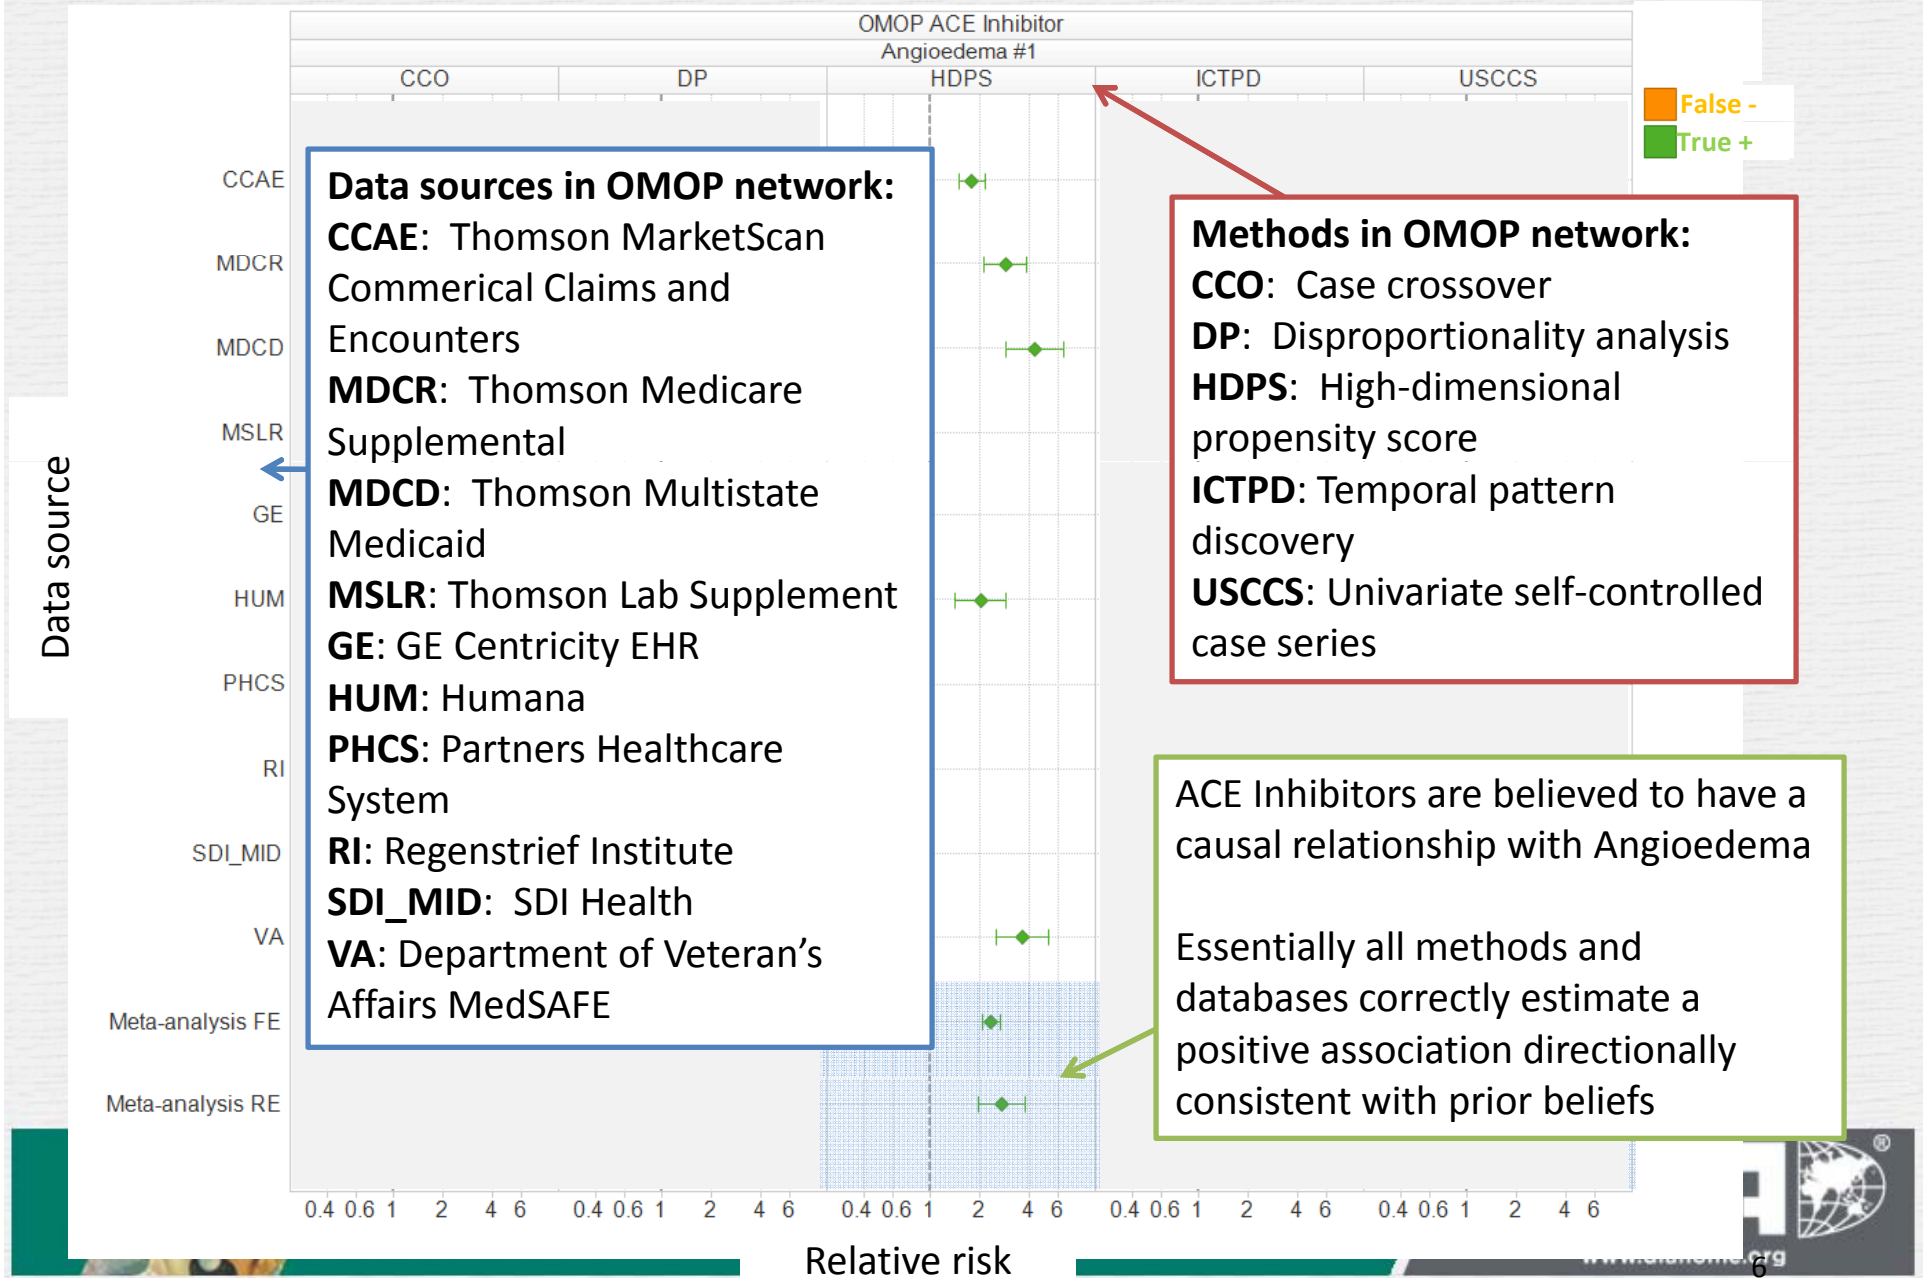 OMOP ACE Inhibitor
Angioedema #1
CCO DP HDPS ICTPD USCCS
False -
True +
Data source
CCAE
MDCR
MDCD
MSLR
GE
HUM
PHCS
RI
SDI_MID
VA
Meta-analysis FE
Meta-analysis RE
Data sources in OMOP network:
CCAE: Thomson MarketScan
Commerical Claims and
Encounters
MDCR: Thomson Medicare
Supplemental
MDCD: Thomson Multistate
Medicaid
MSLR: Thomson Lab Supplement
GE: GE Centricity EHR
HUM: Humana
PHCS: Partners Healthcare
System
RI: Regenstrief Institute
SDI_MID: SDI Health
VA: Department of Veteran’s
Affairs MedSAFE
Methods in OMOP network:
CCO: Case crossover
DP: Disproportionality analysis
HDPS: High-dimensional
propensity score
ICTPD: Temporal pattern
discovery
USCCS: Univariate self-controlled
case series
ACE Inhibitors are believed to have a
causal relationship with Angioedema
Essentially all methods and
databases correctly estimate a
positive association directionally
consistent with prior beliefs
0.4 0.6 1 2 4 6 0.4 0.6 1 2 4 6 0.4 0.6 1 2 4 6 0.4 0.6 1 2 4 6 0.4 0.6 1 2 4 6
Relative risk
®
6